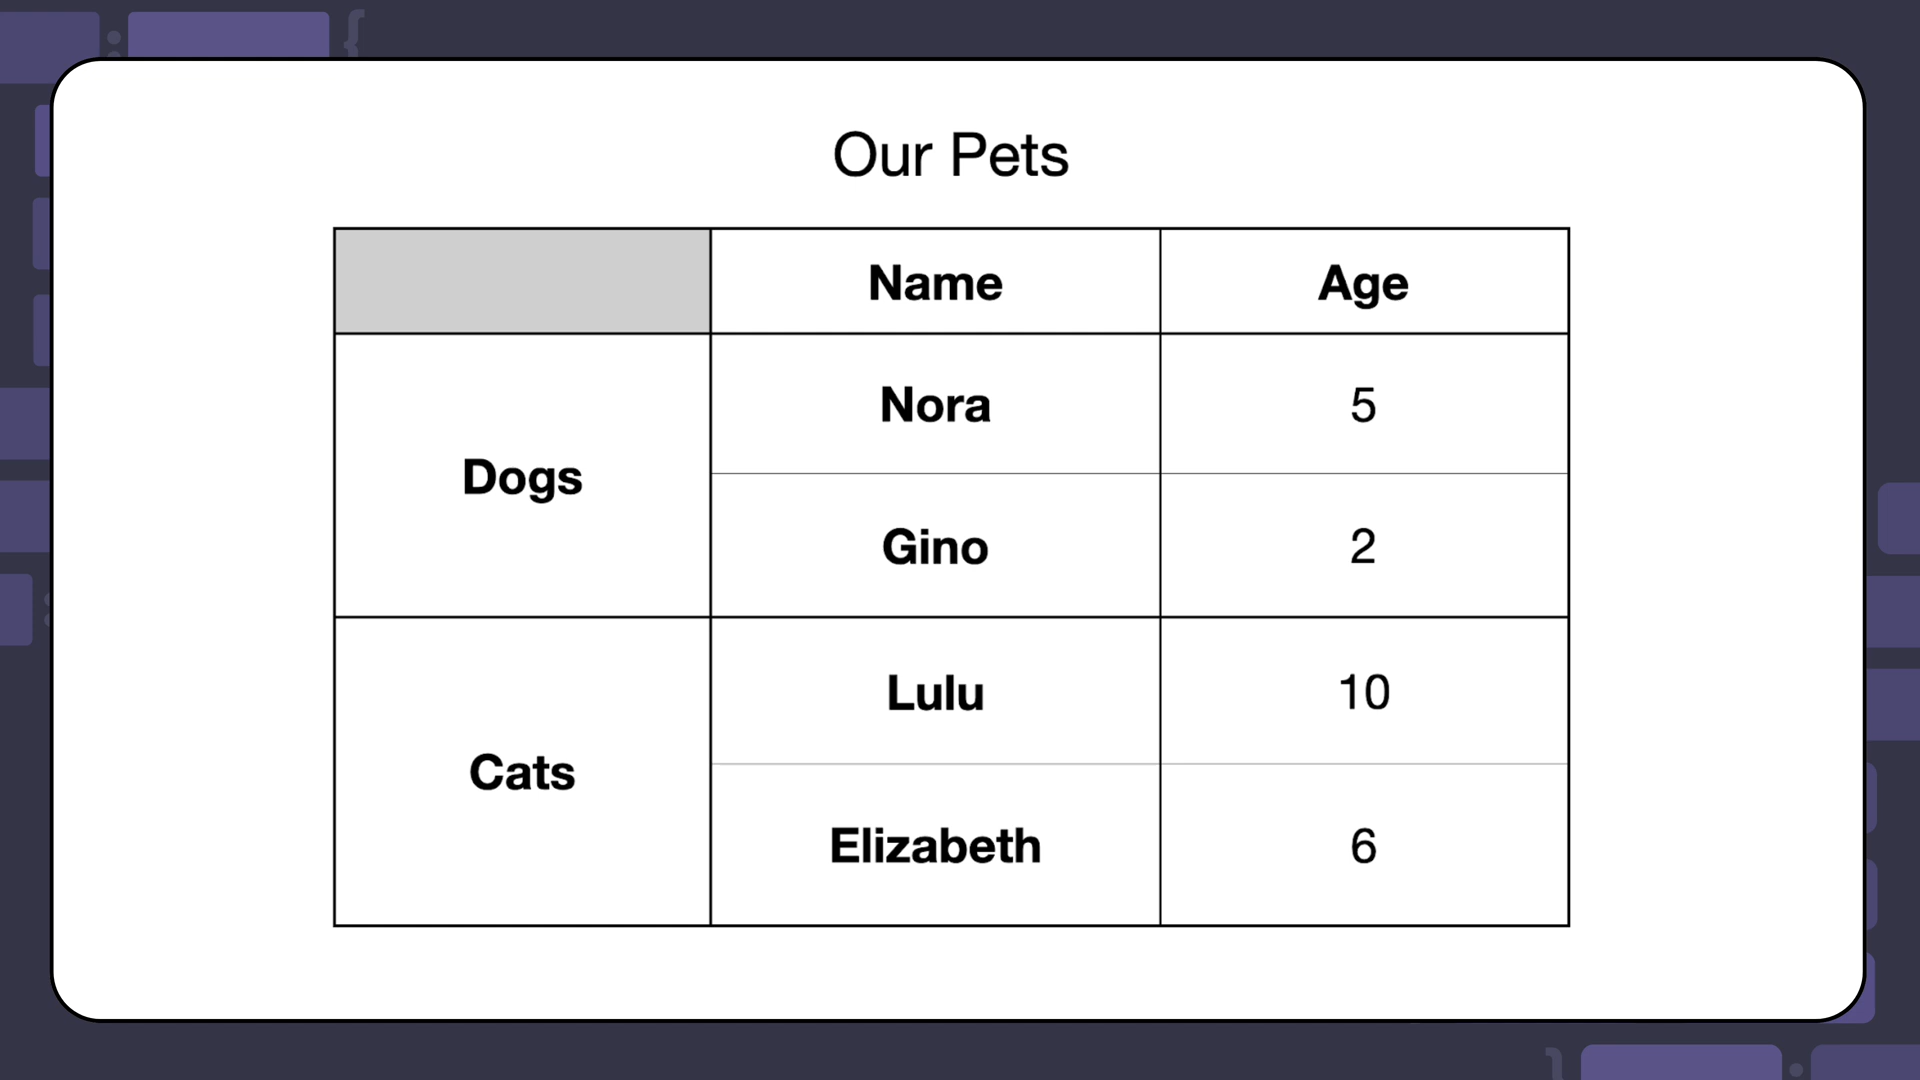 Our Pets
Name Age
Dogs
Nora 5
Gino 2
Cats
Lulu 10
Elizabeth 6